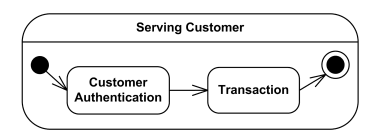 Serving Customer
Customer
Authentication
Transaction